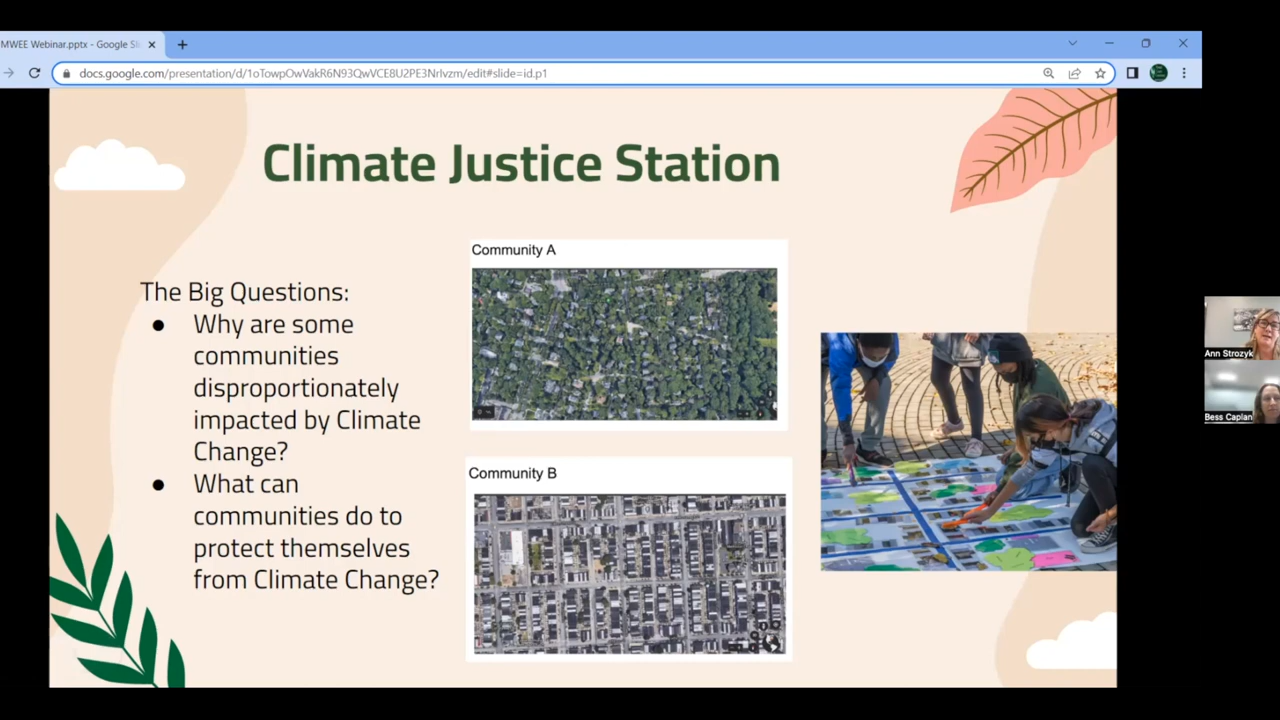 MWEE Webinar.pptx - Google Sli
docs.google.com/presentation/d/1oTowpOwVakR6N93QwVCE8U2PE3NrIvzm/edit#slide=id.p1
Climate Justice Station
Community A
The Big Questions:
● Why are some
communities
disproportionately
impacted by Climate
Change?
● What can
communities do to
protect themselves
from Climate Change?
Community B
Ann Strozyk
Bess Caplan